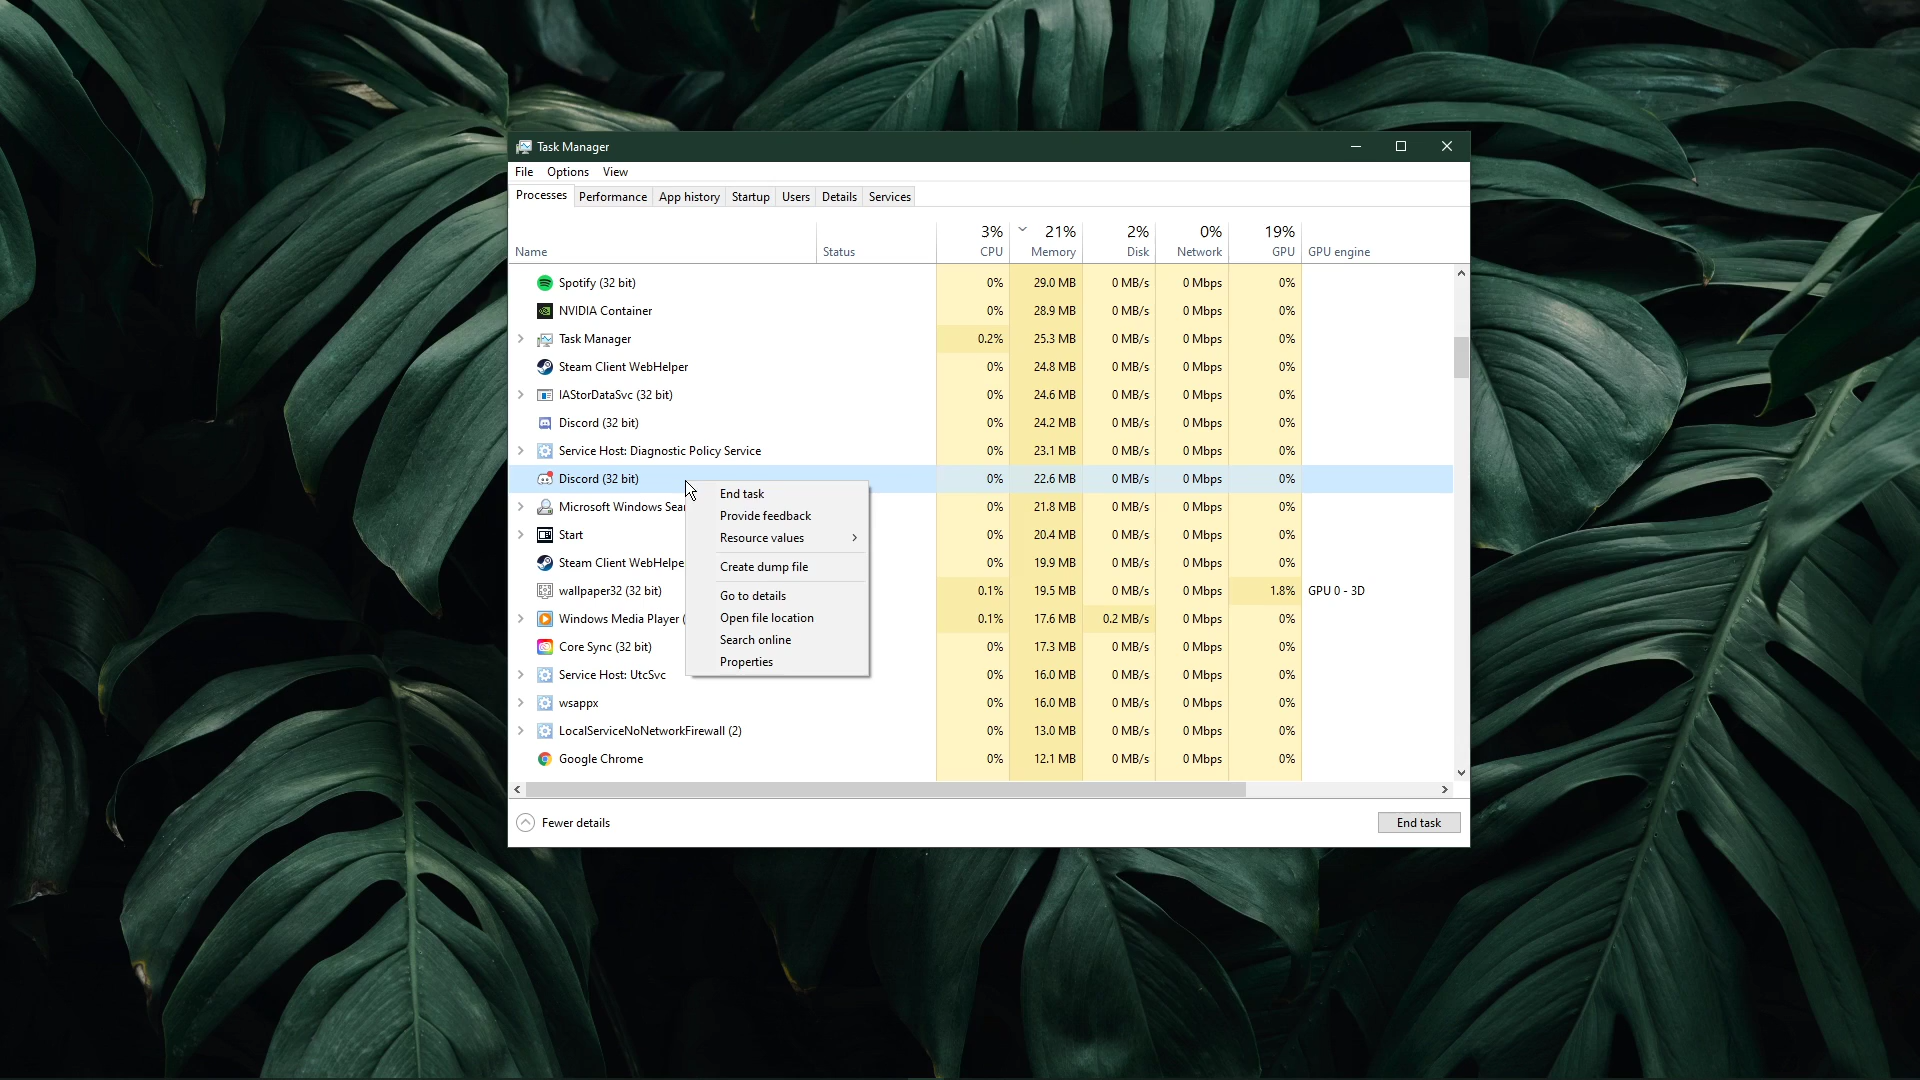 Task Manager
File Options View
Processes Performance App history Startup Users Details Services
3% 21% 2% 0% 19%
Name Status CPU Memory Disk Network GPU GPU engine
Spotify (32 bit) 0% 29.0 MB 0 MB/s 0 Mbps 0%
NVIDIA Container 0% 28.9 MB 0 MB/s 0 Mbps 0%
Task Manager 0.2% 25.3 MB 0 MB/s 0 Mbps 0%
Steam Client WebHelper 0% 24.8 MB 0 MB/s 0 Mbps 0%
IAStorDataSvc (32 bit) 0% 24.6 MB 0 MB/s 0 Mbps 0%
Discord (32 bit) 0% 24.2 MB 0 MB/s 0 Mbps 0%
Service Host: Diagnostic Policy Service 0% 23.1 MB 0 MB/s 0 Mbps 0%
Discord (32 bit) 0% 22.6 MB 0 MB/s 0 Mbps 0%
Microsoft Windows Sear 0% 21.8 MB 0 MB/s 0 Mbps 0%
Start 0% 20.4 MB 0 MB/s 0 Mbps 0%
Steam Client WebHelpe 0% 19.9 MB 0 MB/s 0 Mbps 0%
wallpaper32 (32 bit) 0.1% 19.5 MB 0 MB/s 0 Mbps 1.8% GPU 0 - 3D
Windows Media Player ( 0.1% 17.6 MB 0.2 MB/s 0 Mbps 0%
Core Sync (32 bit) 0% 17.3 MB 0 MB/s 0 Mbps 0%
Service Host: UtcSvc 0% 16.0 MB 0 MB/s 0 Mbps 0%
wsappx 0% 16.0 MB 0 MB/s 0 Mbps 0%
LocalServiceNoNetworkFirewall (2) 0% 13.0 MB 0 MB/s 0 Mbps 0%
Google Chrome 0% 12.1 MB 0 MB/s 0 Mbps 0%
End task
Provide feedback
Resource values
Create dump file
Go to details
Open file location
Search online
Properties
Fewer details End task